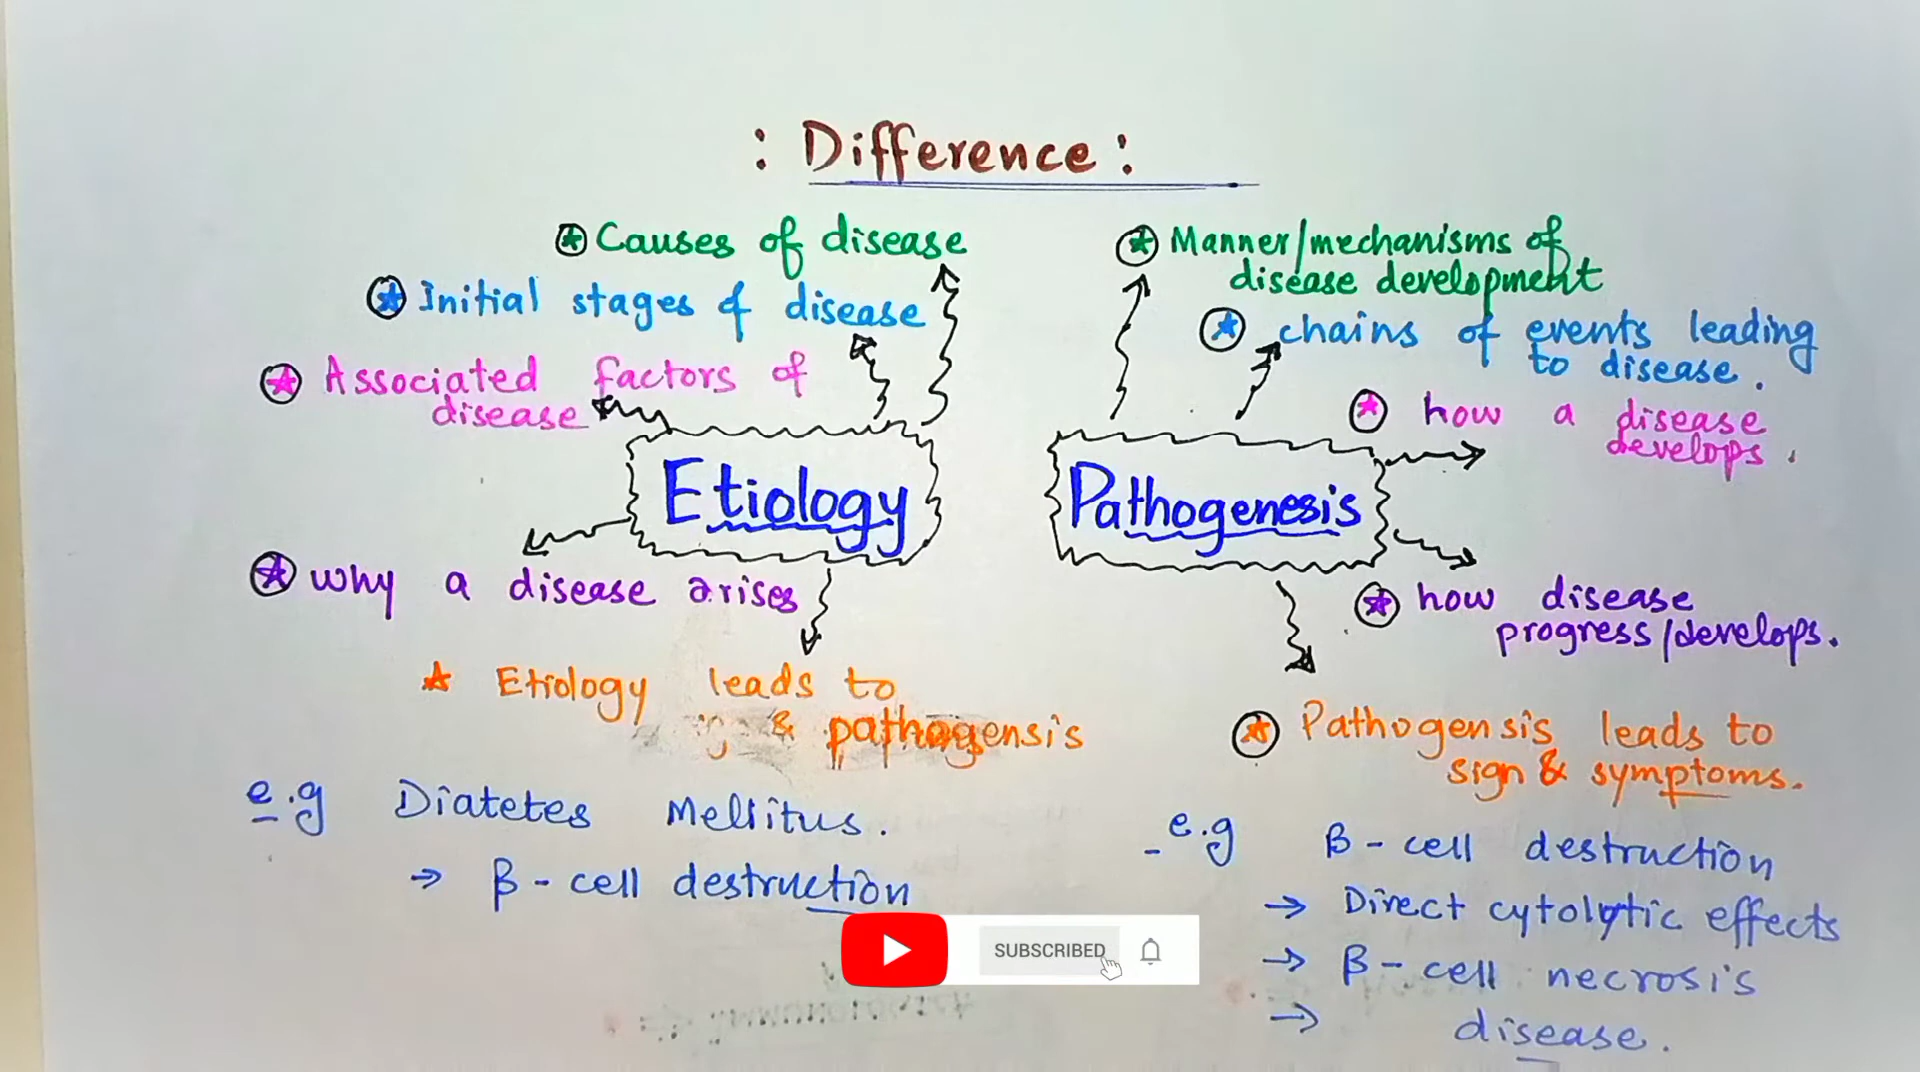 : Difference :
Causes of disease
Initial stages of disease
Associated factors of
disease
Etiology
why a disease arises
Etiology leads to
& pathogensis
e.g Diatetes Mellitus.
→ β-cell destruction
Manner/mechanisms of
disease development
chains of events leading
to disease.
how a disease
develops.
Pathogenesis
how disease
progress/develops.
Pathogensis leads to
sign & symptoms.
e.g β-cell destruction
→ Direct cytolytic effects
→ β-cell necrosis
→ disease.
SUBSCRIBED